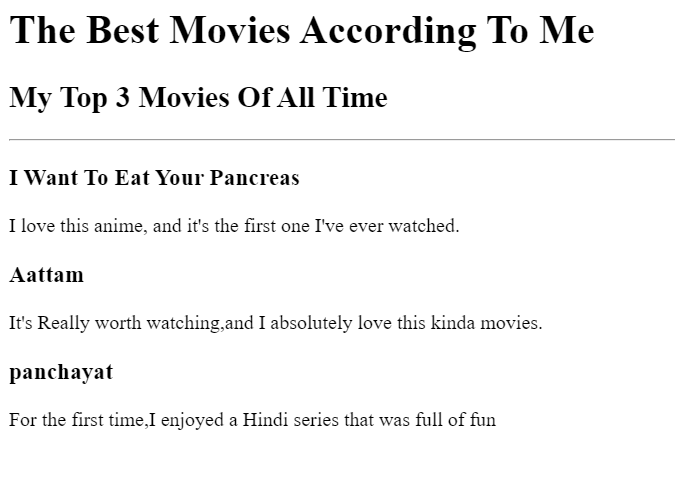 The Best Movies According To Me
My Top 3 Movies Of All Time
I Want To Eat Your Pancreas
I love this anime, and it's the first one I've ever watched.
Aattam
It's Really worth watching,and I absolutely love this kinda movies.
panchayat
For the first time,I enjoyed a Hindi series that was full of fun